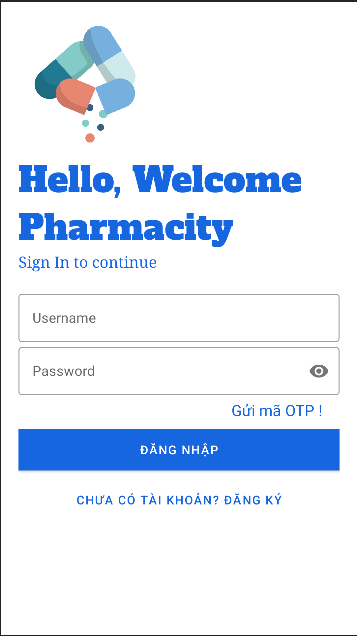 Hello, Welcome
Pharmacity
Sign In to continue
Username
Password
Gửi mã OTP !
ĐĂNG NHẬP
CHƯA CÓ TÀI KHOẢN? ĐĂNG KÝ